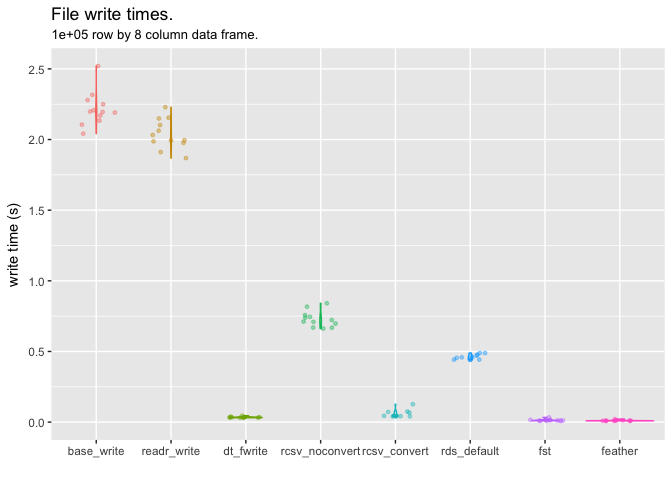 File write times.
1e+05 row by 8 column data frame.
2.5
2.0
1.5
1.0
0.5
0.0
write time (s)
base_write readr_write dt_fwrite rcsv_noconvert rcsv_convert rds_default fst feather